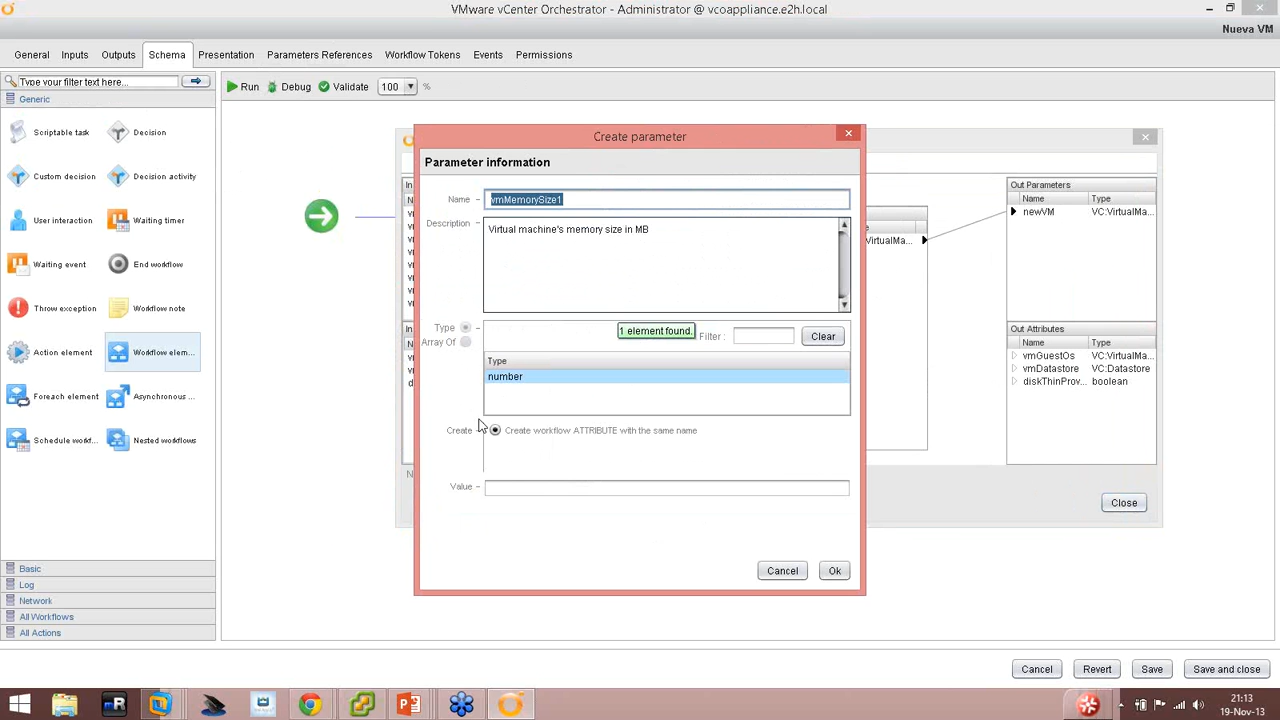 VMware vCenter Orchestrator - Administrator @ vcoappliance.e2h.local
Nueva VM
General Inputs Outputs Schema Presentation Parameters References Workflow Tokens Events Permissions
Type your filter text here...
Run Debug Validate 100 %
Generic
Scriptable task Decision
Custom decision Decision activity
User interaction Waiting timer
Waiting event End workflow
Throw exception Workflow note
Action element Workflow elem...
Foreach element Asynchronous ...
Schedule workf... Nested workflows
Basic
Log
Network
All Workflows
All Actions
Create parameter
Parameter information
Name
vmMemorySize1
Description
Virtual machine's memory size in MB
Type
Array Of
1 element found.
Filter :
Clear
Type
number
Create
Create workflow ATTRIBUTE with the same name
Value
Cancel Ok
Out Parameters
Name Type
newVM VC:VirtualMa...
VirtualMa...
Out Attributes
Name Type
vmGuestOs VC:VirtualMa...
vmDatastore VC:Datastore
diskThinProv... boolean
Close
Cancel Revert Save Save and close
21:13
19-Nov-13